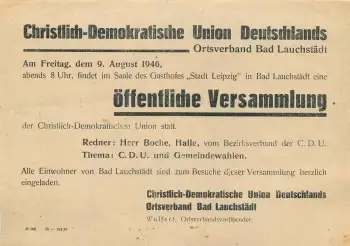 Christlich-Demokratische Union Deutschlands
Ortsverband Bad Lauchstädt
Am Freitag, dem 9. August 1946,
abends 8 Uhr, findet im Saale des Gasthofes „Stadt Leipzig" in Bad Lauchstädt eine
öffentliche Versammlung
der Christlich-Demokratischen Union statt.
Redner: Herr Boche, Halle, vom Bezirksverband der C.D.U.
Thema: C.D.U. und Gemeindewahlen.
Alle Einwohner von Bad Lauchstädt sind zum Besuche dieser Versammlung herzlich
eingeladen.
Christlich-Demokratische Union Deutschlands
Ortsverband Bad Lauchstädt
Wulfert, Ortsverbandsvorsitzender.